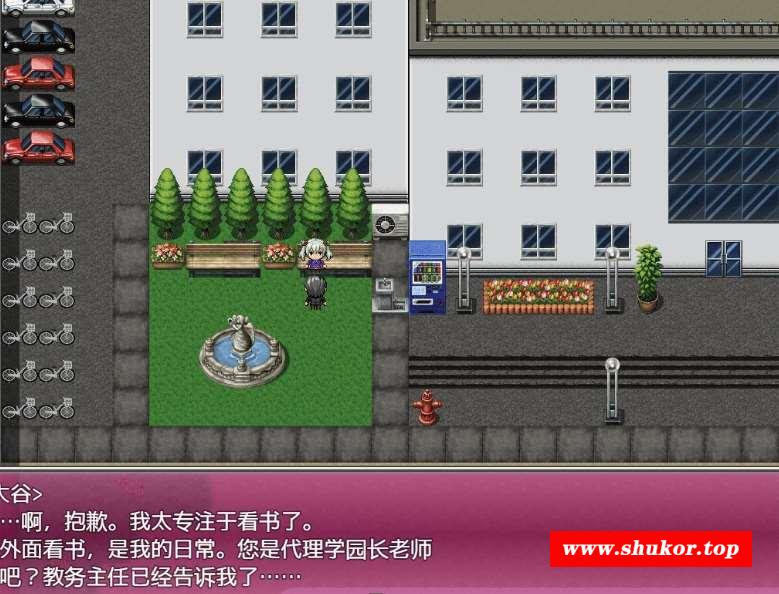 大谷>
…啊，抱歉。我太专注于看书了。
外面看书，是我的日常。您是代理学园长老师
吧？教务主任已经告诉我了……
www.shukor.top